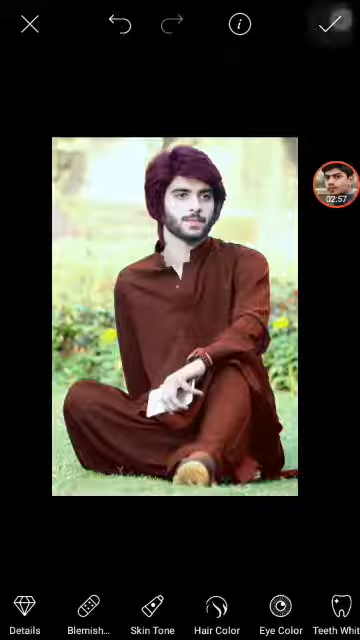 02:57
Details
Blemish...
Skin Tone
Hair Color
Eye Color
Teeth Whit